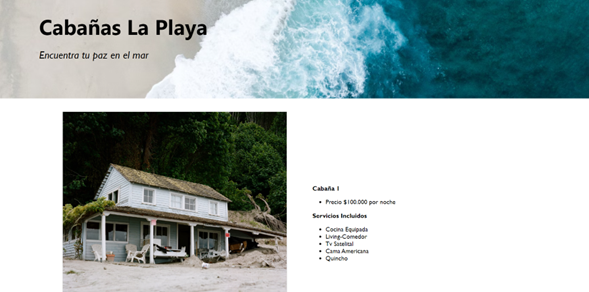 Cabañas La Playa
Encuentra tu paz en el mar
Cabaña 1
Precio $100.000 por noche
Servicios Incluidos
Cocina Equipada
Living-Comedor
Tv Satelital
Cama Americana
Quincho